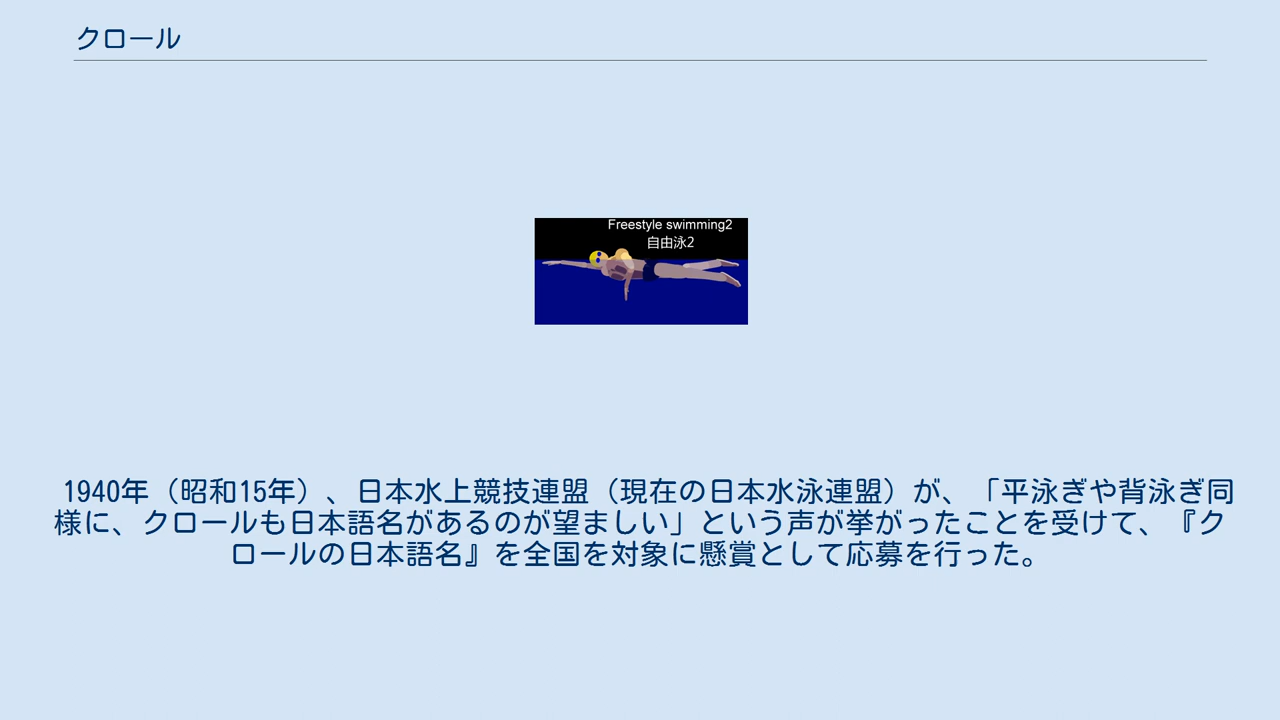 クロール
Freestyle swimming2
自由泳2
1940年（昭和15年）、日本水上競技連盟（現在の日本水泳連盟）が、「平泳ぎや背泳ぎ同
様に、クロールも日本語名があるのが望ましい」という声が挙がったことを受けて、『ク
ロールの日本語名』を全国を対象に懸賞として応募を行った。